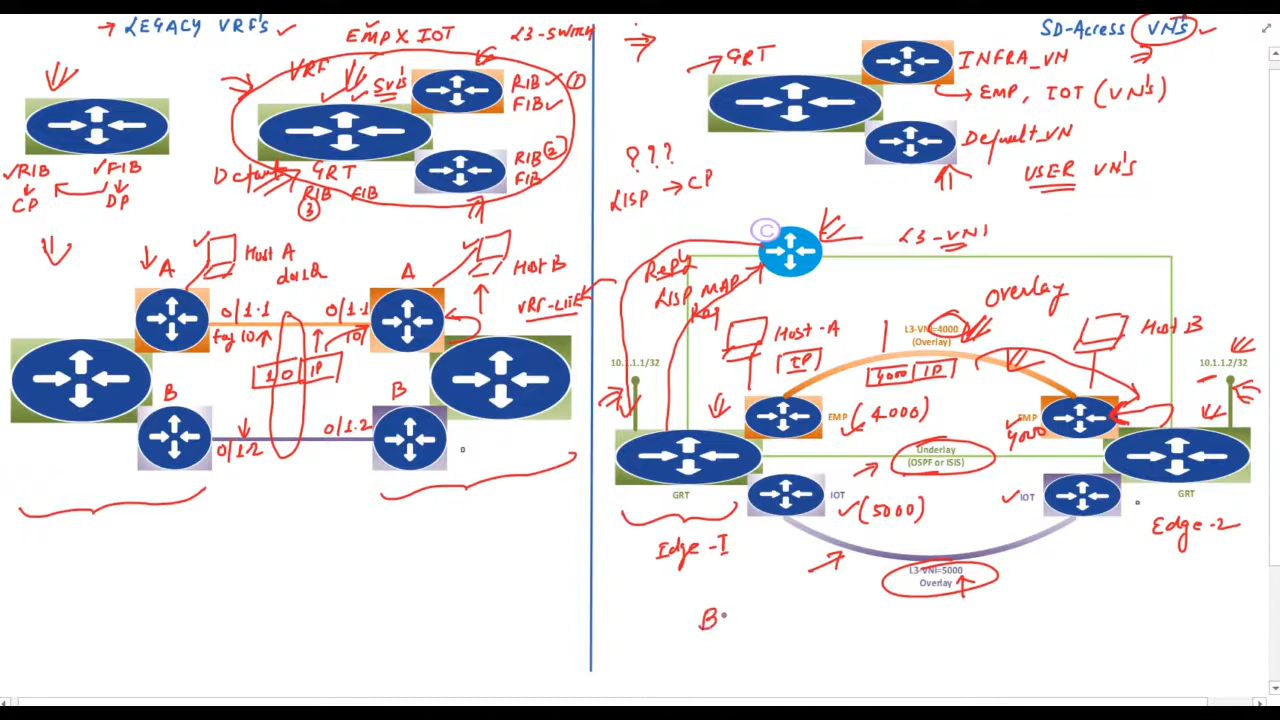 → LEGACY VRF's ✓
EMP X IOT
L3-SWITCH
VRF
SVI's
RIB ✓ ①
FIB ✓
✓RIB
✓FIB
CP
DP
Default
GRT
RIB FIB
③
RIB ②
FIB
A
Host A
dot1Q
A
Host B
VRF-Lite
0/1.1
0/1.1
tag 10
10
10
IP
B
B
0/1.2
0/1.2
SD-Access VN's ✓
→ GRT
INFRA_VN
→ EMP, IOT (VN's)
Default_VN
USER VN's
???
LISP → CP
C
L3-VNI
Reply
LISP MAP
Req
Overlay
Host-A
IP
L3-VNI=4000
(Overlay)
4000 IP
Host B
10.1.1.1/32
10.1.1.2/32
EMP
(4000)
EMP
4000
Underlay
(OSPF or ISIS)
GRT
GRT
IOT
(5000)
IOT
Edge-I
Edge-2
L3-VNI=5000
Overlay
B